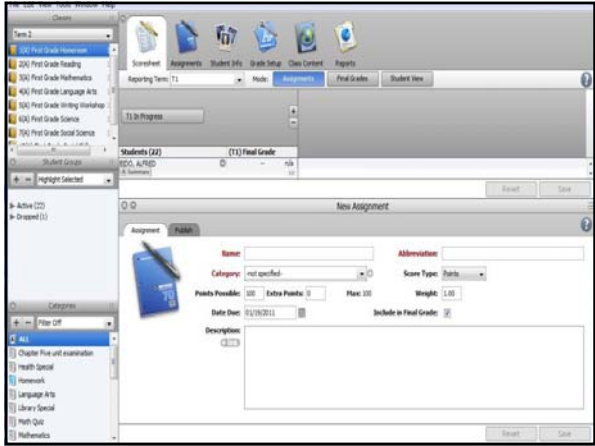 File Edit View Tools Window Help
Classes
Term 2
1(A) First Grade Homeroom
2(A) First Grade Reading
3(A) First Grade Mathematics
4(A) First Grade Language Arts
5(A) First Grade Writing Workshop
6(A) First Grade Science
7(A) First Grade Social Science
Student Groups
Highlight Selected
Active (22)
Dropped (1)
Categories
Filter Off
ALL
Chapter Five unit examination
Health Special
Homework
Language Arts
Library Special
Math Quiz
Mathematics
Scoresheet Assignments Student Info Grade Setup Class Content Reports
Reporting Term: T1 Mode: Assignments Final Grades Student View
T1 In Progress
Students (22) (T1) Final Grade
ALFRED -- n/a
Summary
Revert Save
New Assignment
Assignment Publish
Name: Abbreviation:
Category: -not specified- Score Type: Points
Points Possible: 100 Extra Points: 0 Max: 100 Weight: 1.00
Date Due: 01/19/2011 Include in Final Grade:
Description:
Revert Save